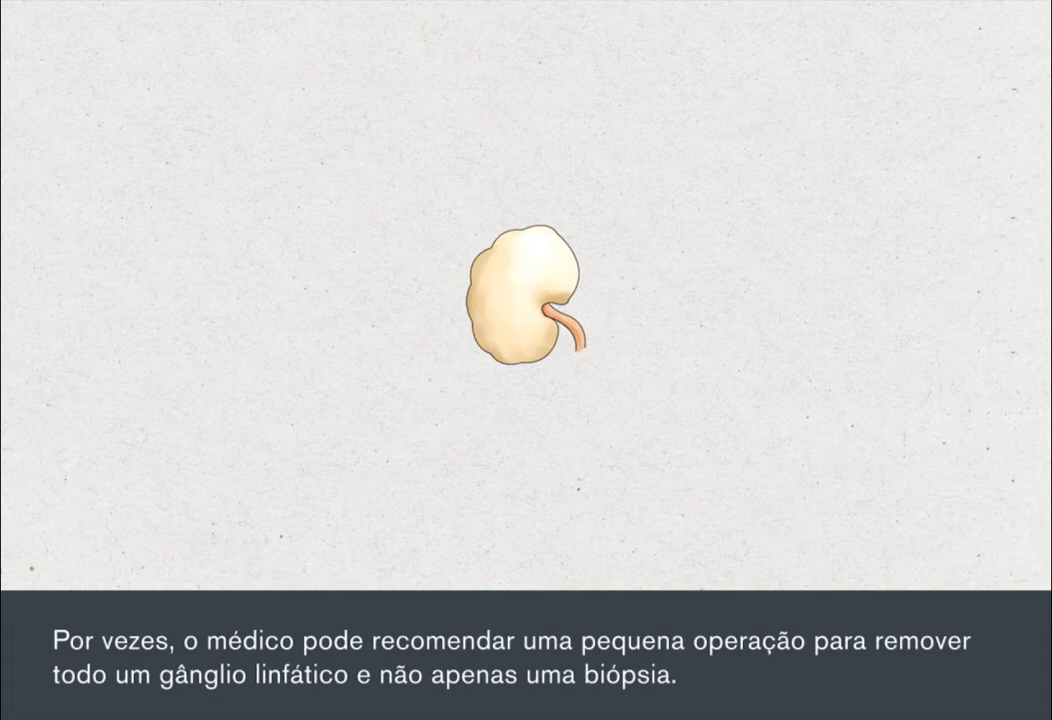 Por vezes, o médico pode recomendar uma pequena operação para remover
todo um gânglio linfático e não apenas uma biópsia.